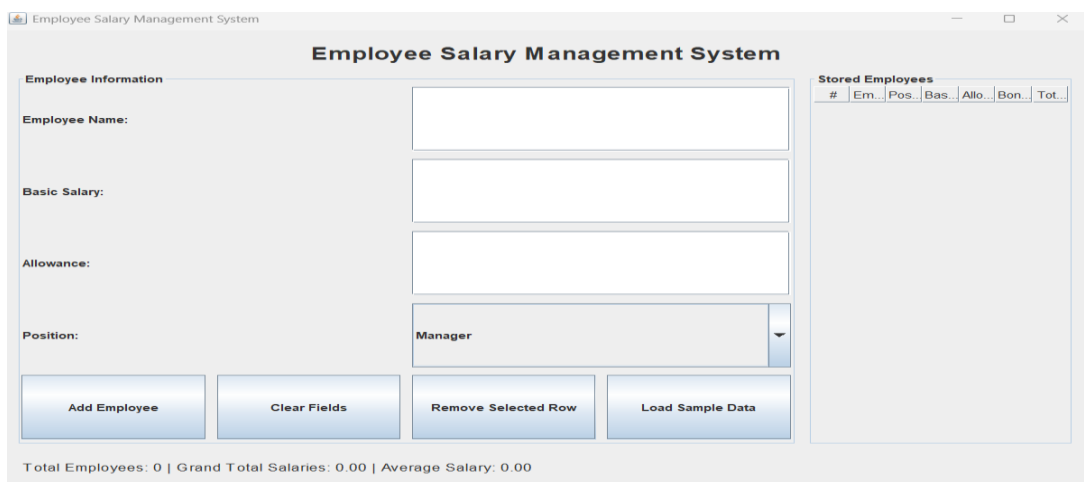 Employee Salary Management System
Employee Salary Management System
Employee Information
Employee Name:
Basic Salary:
Allowance:
Position:
Manager
Add Employee
Clear Fields
Remove Selected Row
Load Sample Data
Stored Employees
# Em... Pos... Bas... Allo... Bon... Tot...
Total Employees: 0 | Grand Total Salaries: 0.00 | Average Salary: 0.00